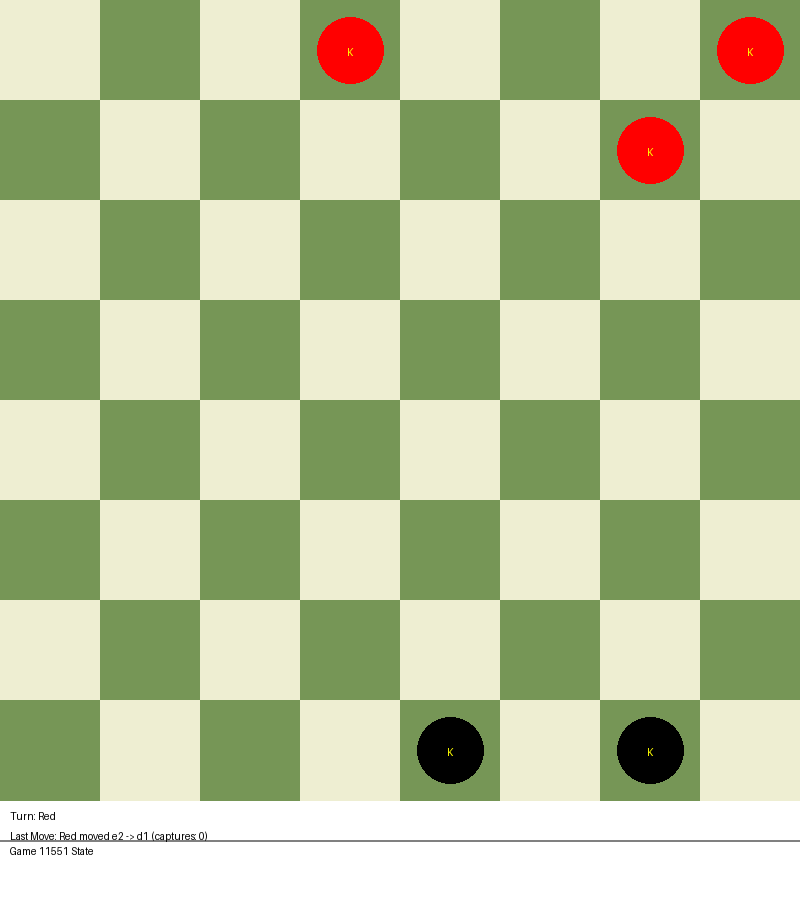 K K
K
K K
Turn: Red
Last Move: Red moved e2 -> d1 (captures: 0)
Game 11551 State